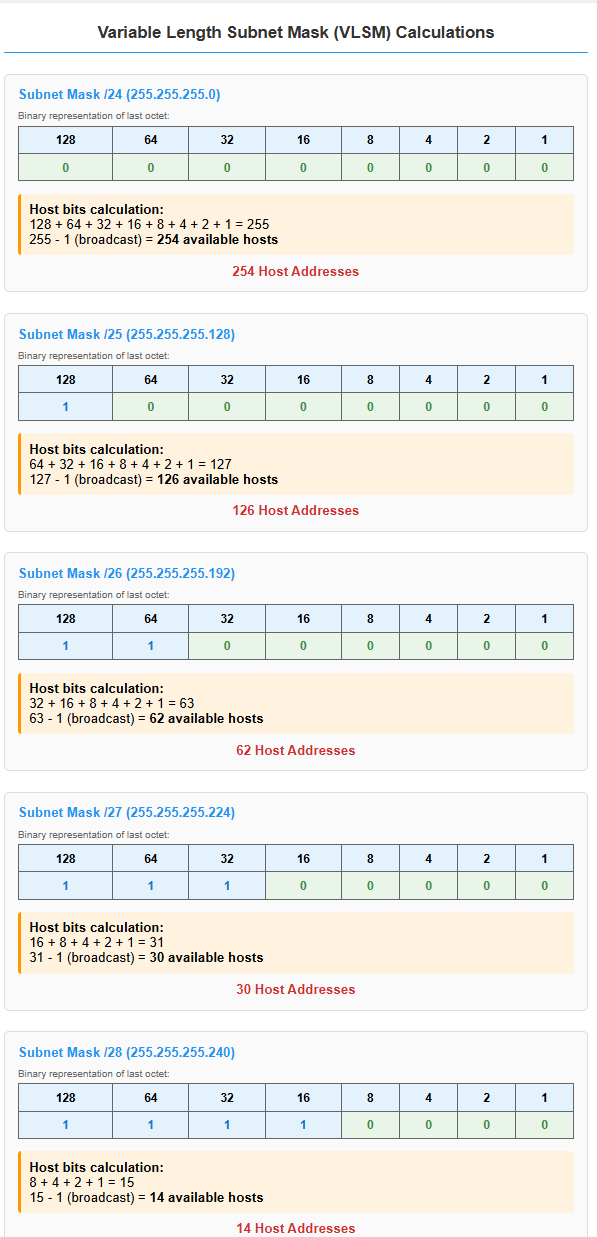 Variable Length Subnet Mask (VLSM) Calculations
Subnet Mask /24 (255.255.255.0)
Binary representation of last octet:
128 64 32 16 8 4 2 1
0 0 0 0 0 0 0 0
Host bits calculation:
128 + 64 + 32 + 16 + 8 + 4 + 2 + 1 = 255
255 - 1 (broadcast) = 254 available hosts
254 Host Addresses
Subnet Mask /25 (255.255.255.128)
Binary representation of last octet:
128 64 32 16 8 4 2 1
1 0 0 0 0 0 0 0
Host bits calculation:
64 + 32 + 16 + 8 + 4 + 2 + 1 = 127
127 - 1 (broadcast) = 126 available hosts
126 Host Addresses
Subnet Mask /26 (255.255.255.192)
Binary representation of last octet:
128 64 32 16 8 4 2 1
1 1 0 0 0 0 0 0
Host bits calculation:
32 + 16 + 8 + 4 + 2 + 1 = 63
63 - 1 (broadcast) = 62 available hosts
62 Host Addresses
Subnet Mask /27 (255.255.255.224)
Binary representation of last octet:
128 64 32 16 8 4 2 1
1 1 1 0 0 0 0 0
Host bits calculation:
16 + 8 + 4 + 2 + 1 = 31
31 - 1 (broadcast) = 30 available hosts
30 Host Addresses
Subnet Mask /28 (255.255.255.240)
Binary representation of last octet:
128 64 32 16 8 4 2 1
1 1 1 1 0 0 0 0
Host bits calculation:
8 + 4 + 2 + 1 = 15
15 - 1 (broadcast) = 14 available hosts
14 Host Addresses